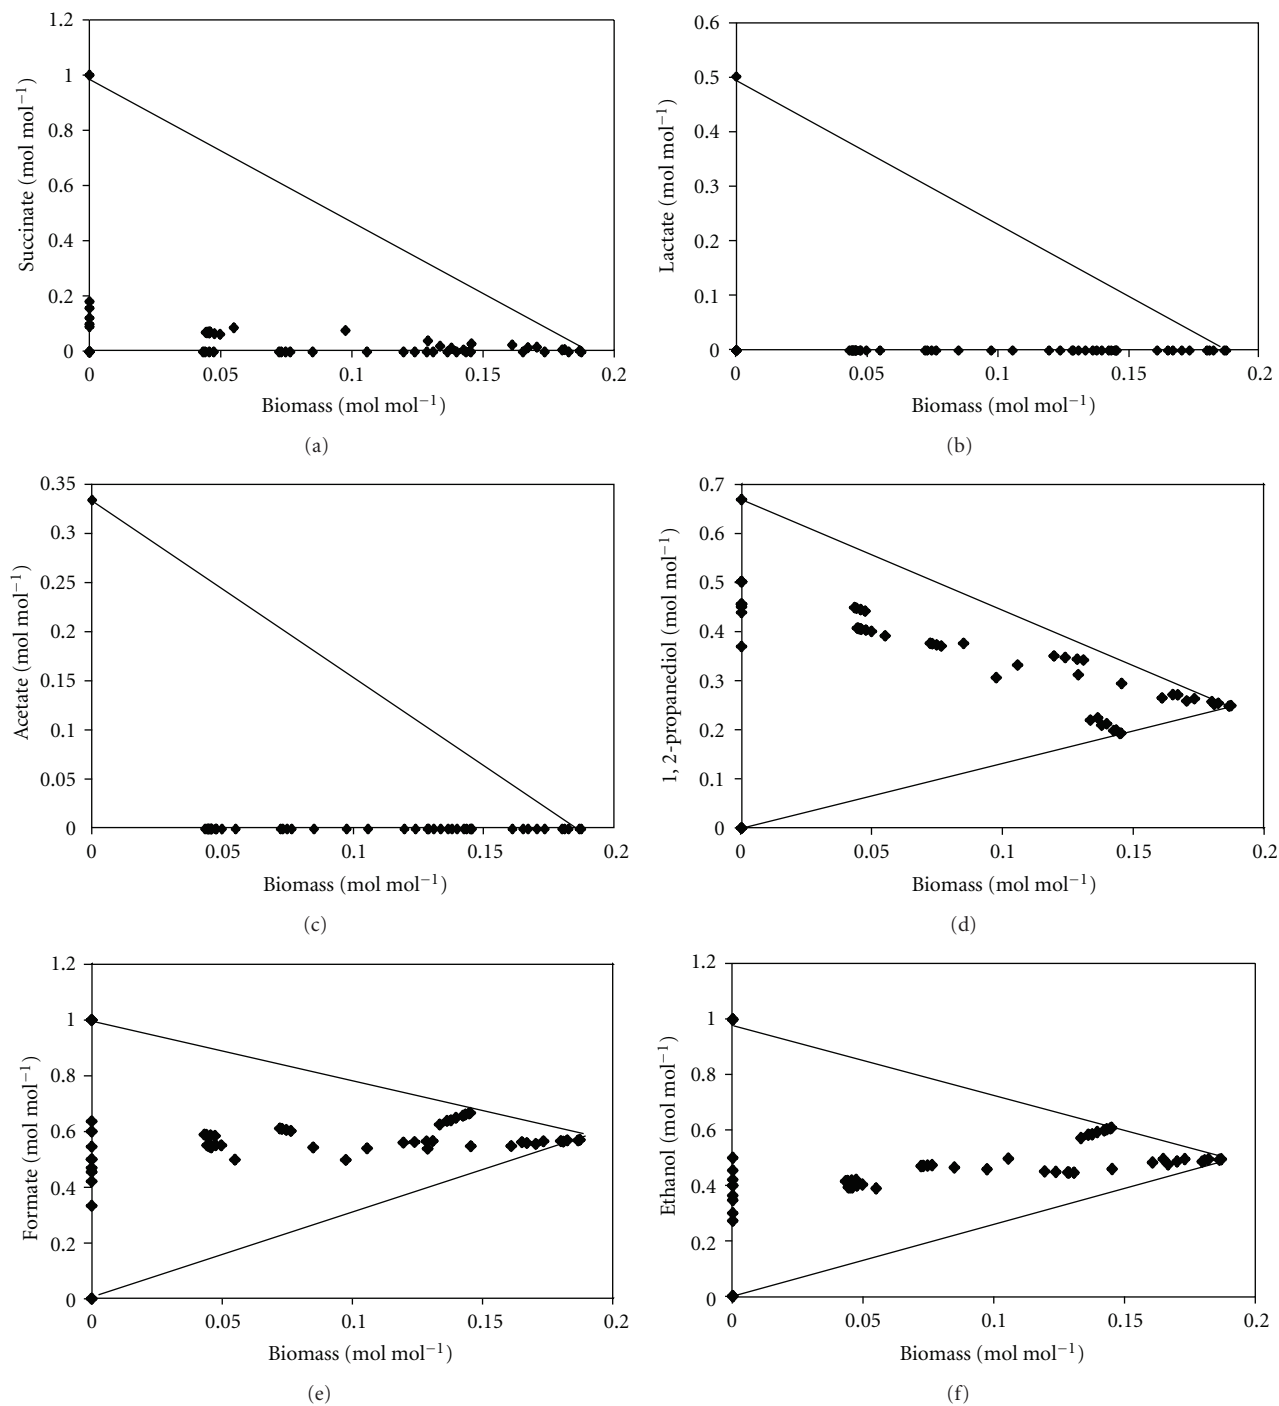 1.2
1
0.8
0.6
0.4
0.2
0
0 0.05 0.1 0.15 0.2
Succinate (mol mol−1)
Biomass (mol mol−1)
(a)
0.6
0.5
0.4
0.3
0.2
0.1
0
0 0.05 0.1 0.15 0.2
Lactate (mol mol−1)
Biomass (mol mol−1)
(b)
0.35
0.3
0.25
0.2
0.15
0.1
0.05
0
0 0.05 0.1 0.15 0.2
Acetate (mol mol−1)
Biomass (mol mol−1)
(c)
0.7
0.6
0.5
0.4
0.3
0.2
0.1
0
0 0.05 0.1 0.15 0.2
1, 2-propanediol (mol mol−1)
Biomass (mol mol−1)
(d)
1.2
1
0.8
0.6
0.4
0.2
0
0 0.05 0.1 0.15 0.2
Formate (mol mol−1)
Biomass (mol mol−1)
(e)
1.2
1
0.8
0.6
0.4
0.2
0
0 0.05 0.1 0.15 0.2
Ethanol (mol mol−1)
Biomass (mol mol−1)
(f)